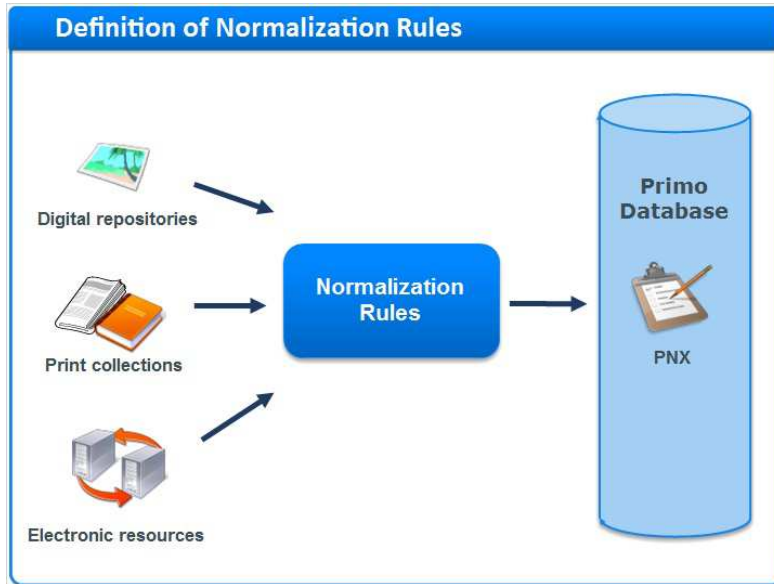 Definition of Normalization Rules
Digital repositories
Print collections
Electronic resources
Normalization
Rules
Primo
Database
PNX